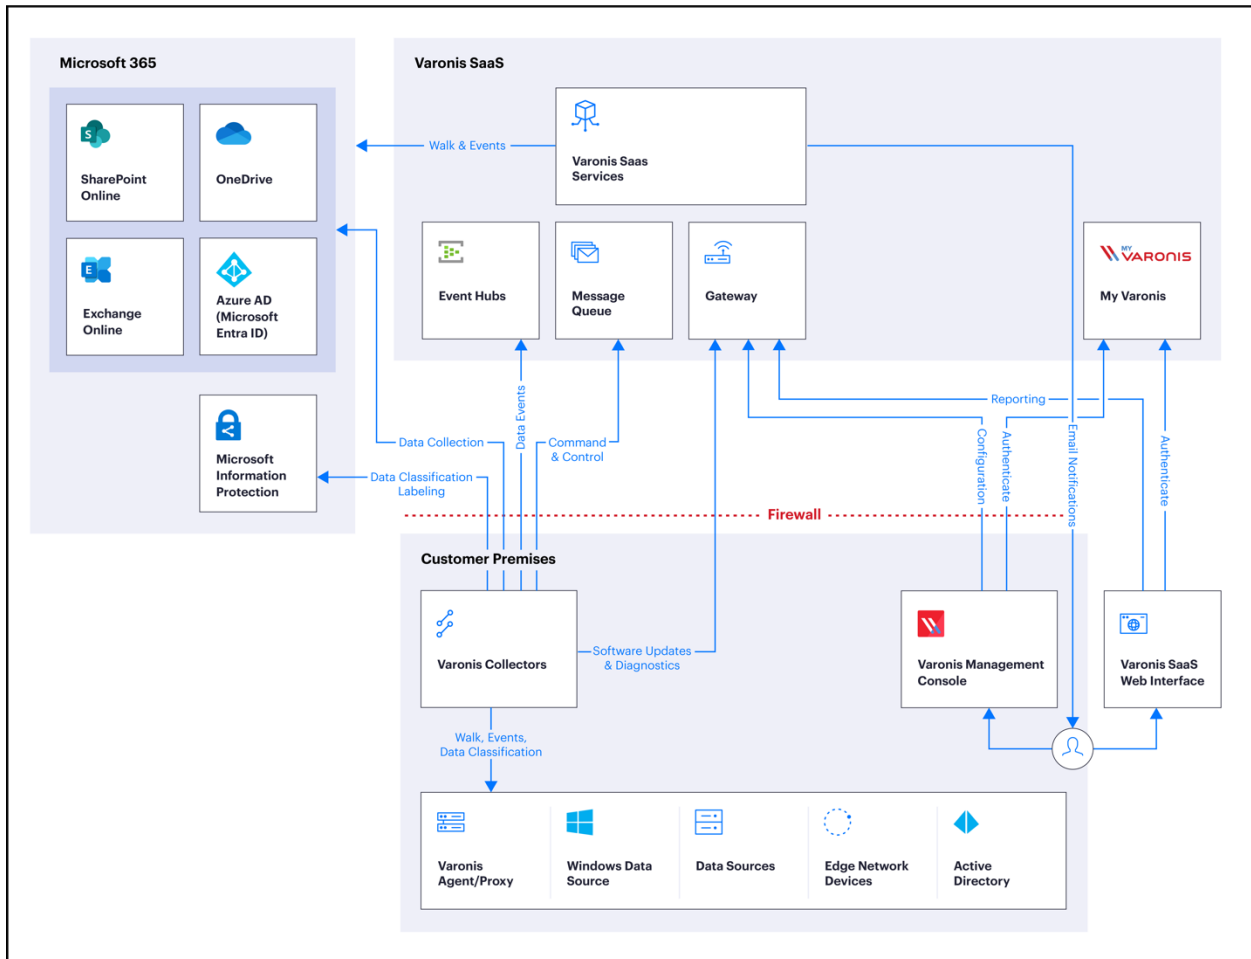 Microsoft 365
SharePoint
Online
OneDrive
Exchange
Online
Azure AD
(Microsoft
Entra ID)
Microsoft
Information
Protection
Varonis SaaS
Varonis Saas
Services
Walk & Events
Event Hubs
Message
Queue
Gateway
MY
VARONIS
My Varonis
Data Collection
Data Classification
Labeling
Data Events
Command
& Control
Reporting
Configuration
Authenticate
Email Notifications
Authenticate
Firewall
Customer Premises
Varonis Collectors
Software Updates
& Diagnostics
Varonis Management
Console
Varonis SaaS
Web Interface
Walk, Events,
Data Classification
Varonis
Agent/Proxy
Windows Data
Source
Data Sources
Edge Network
Devices
Active
Directory